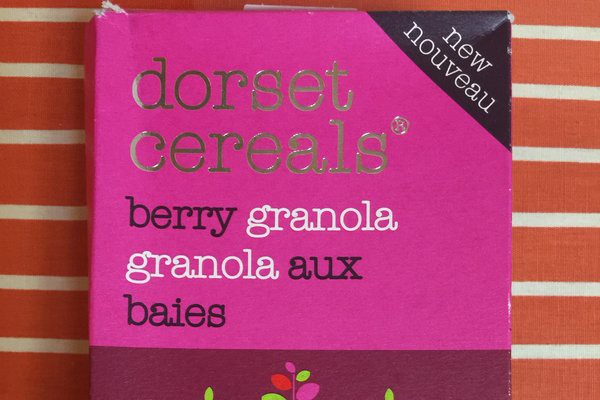 new
nouveau
dorset
cereals®
berry granola
granola aux
baies